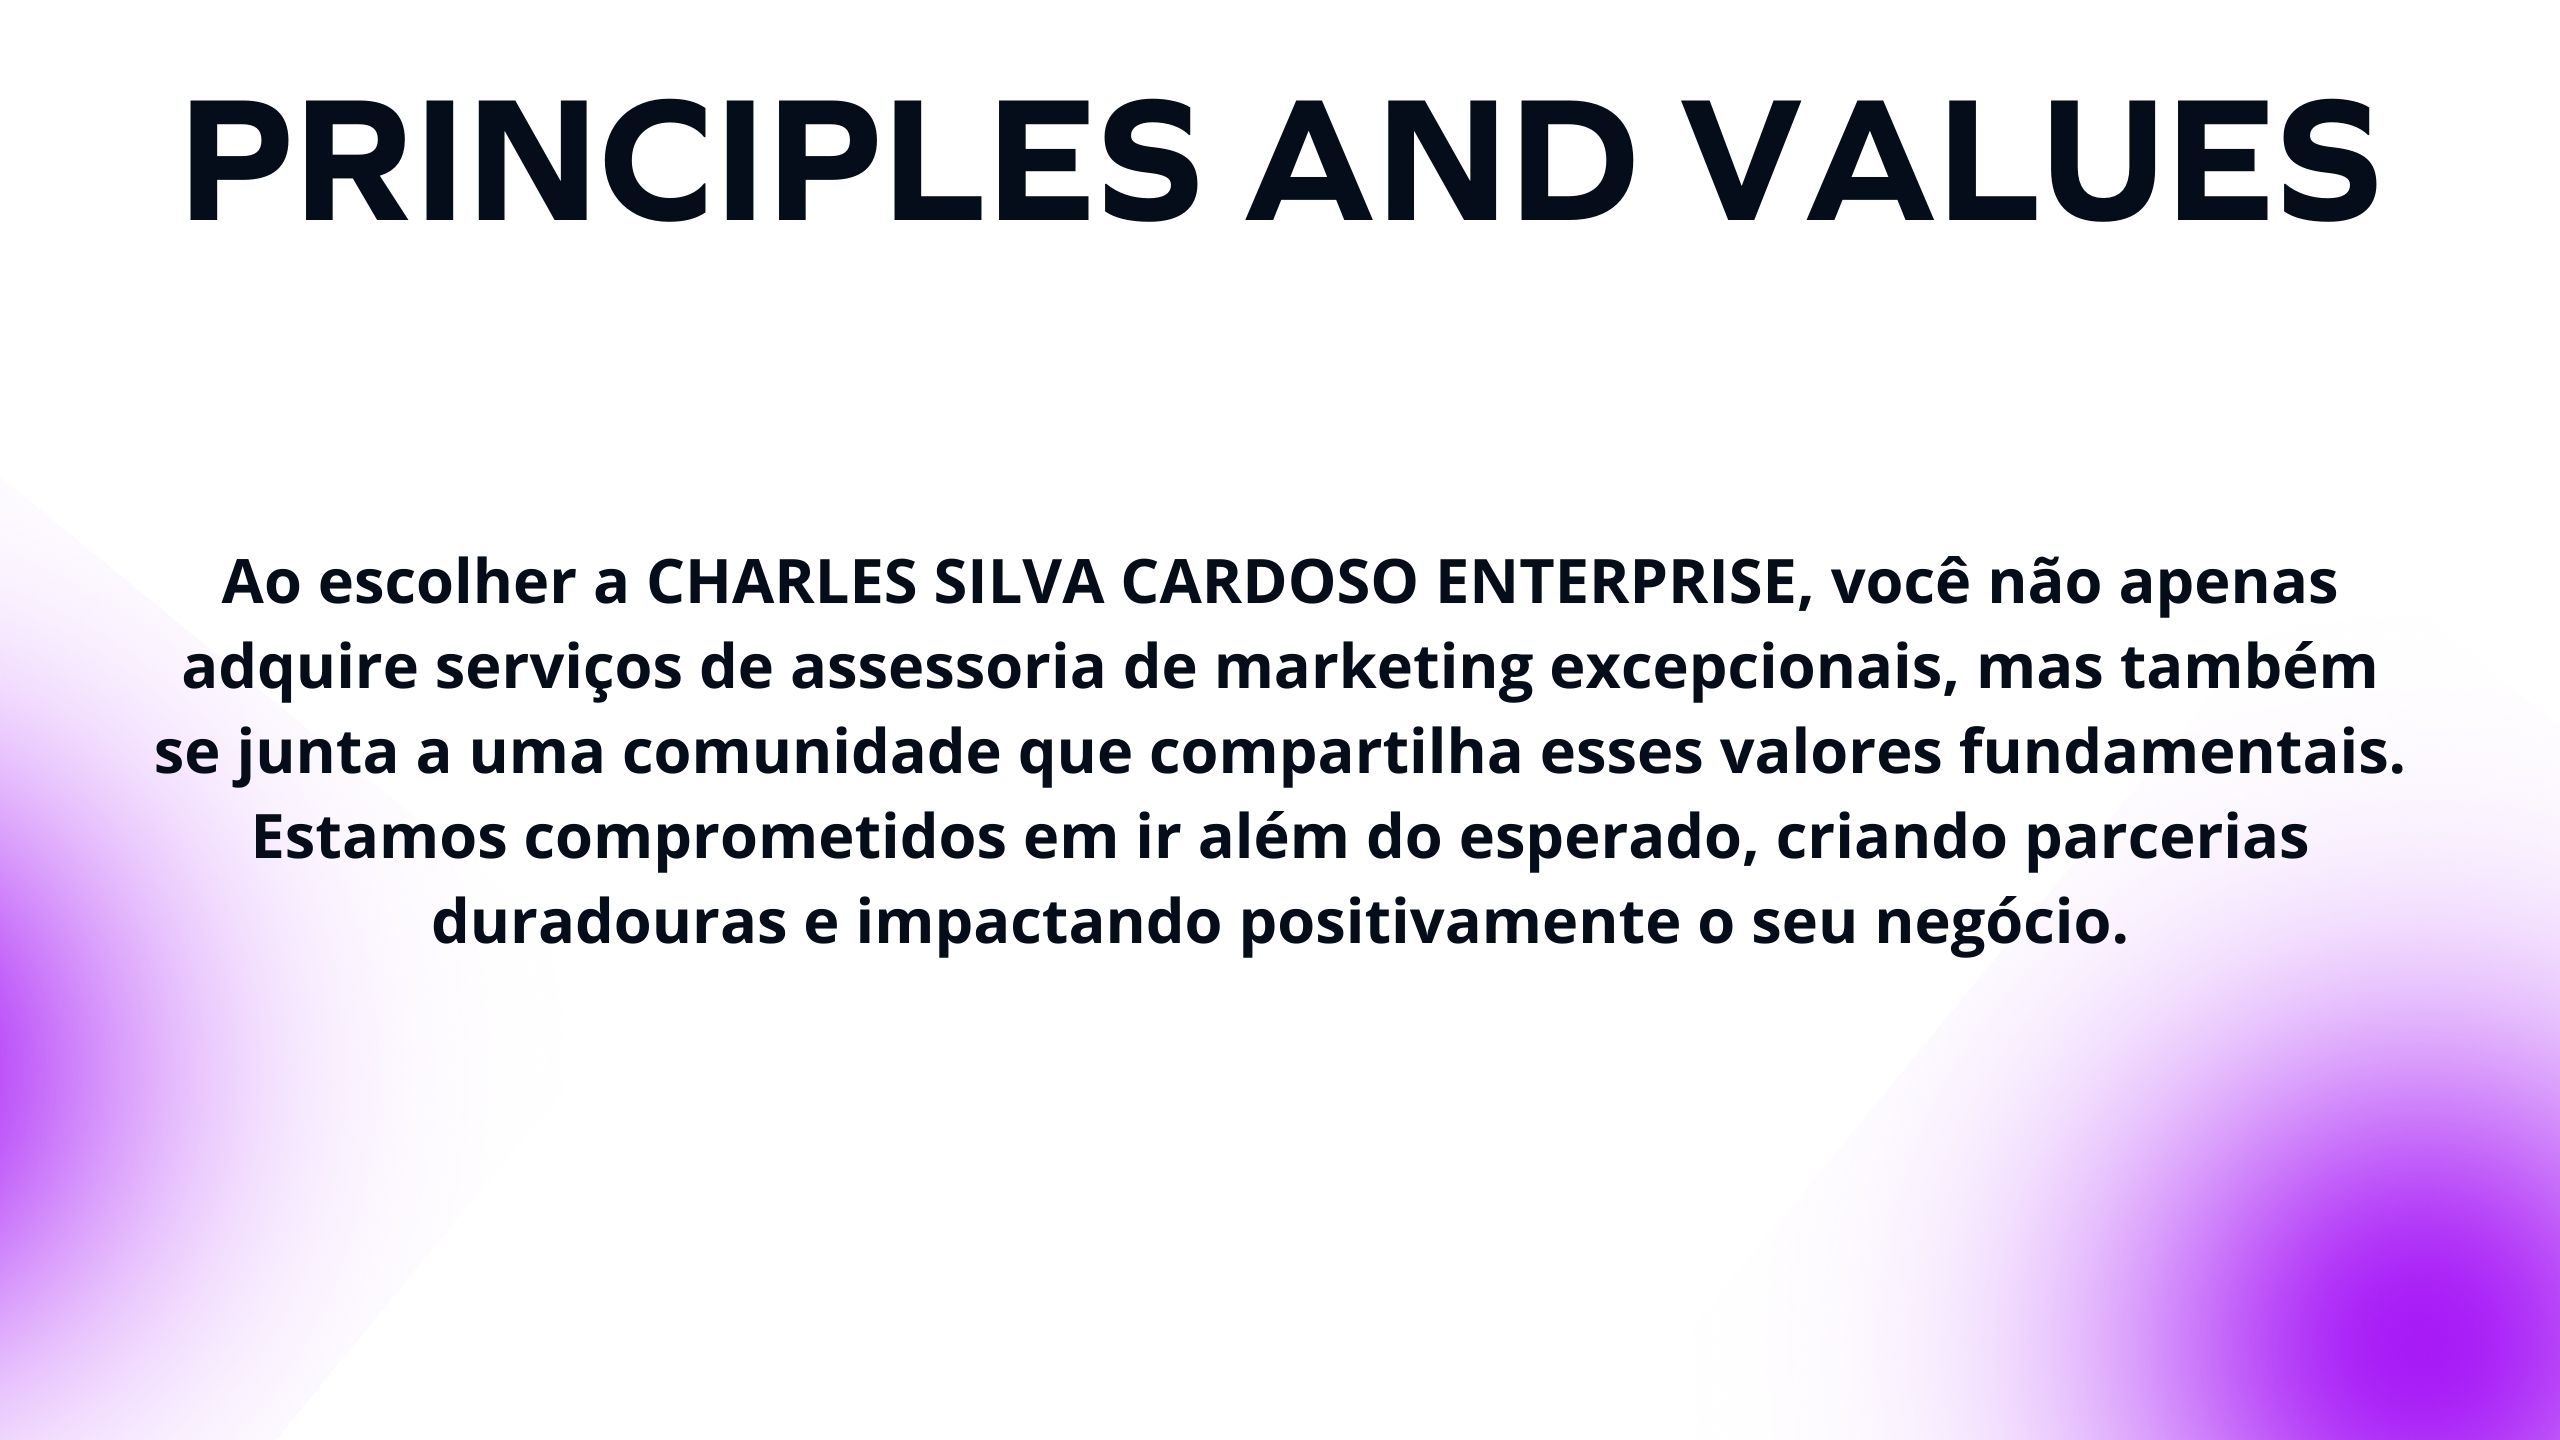 PRINCIPLES AND VALUES
Ao escolher a CHARLES SILVA CARDOSO ENTERPRISE, você não apenas
adquire serviços de assessoria de marketing excepcionais, mas também
se junta a uma comunidade que compartilha esses valores fundamentais.
Estamos comprometidos em ir além do esperado, criando parcerias
duradouras e impactando positivamente o seu negócio.